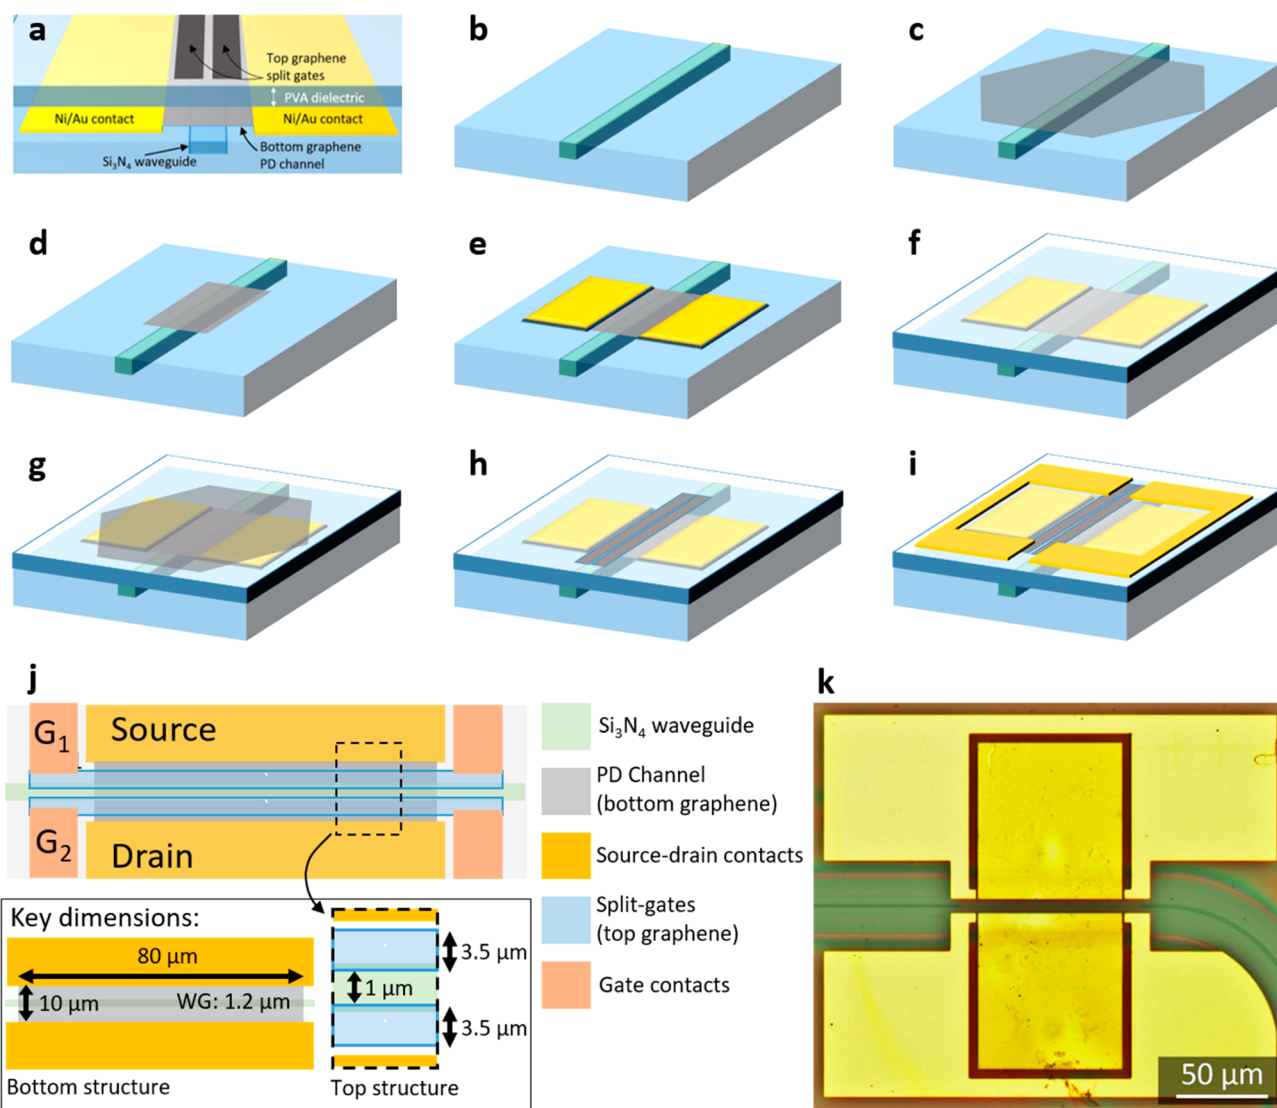 a
Top graphene
split gates
PVA dielectric
Ni/Au contact
Ni/Au contact
Si₃N₄ waveguide
Bottom graphene
PD channel
b
c
d
e
f
g
h
i
j
G₁
Source
G₂
Drain
Si₃N₄ waveguide
PD Channel
(bottom graphene)
Source-drain contacts
Split-gates
(top graphene)
Gate contacts
Key dimensions:
80 µm
10 µm
WG: 1.2 µm
Bottom structure
3.5 µm
1 µm
3.5 µm
Top structure
k
50 µm